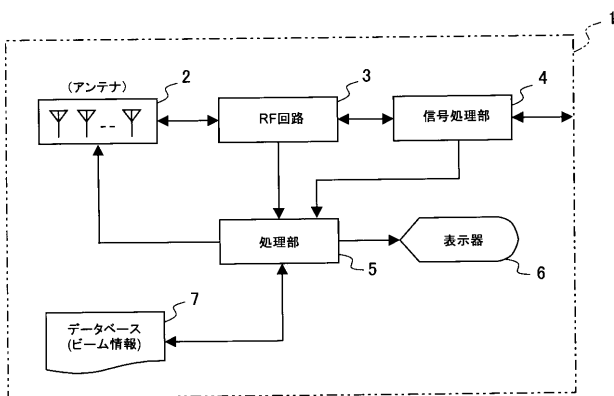 1
(アンテナ)
2
3
4
RF回路
信号処理部
処理部
5
表示器
6
7
データベース
(ビーム情報)